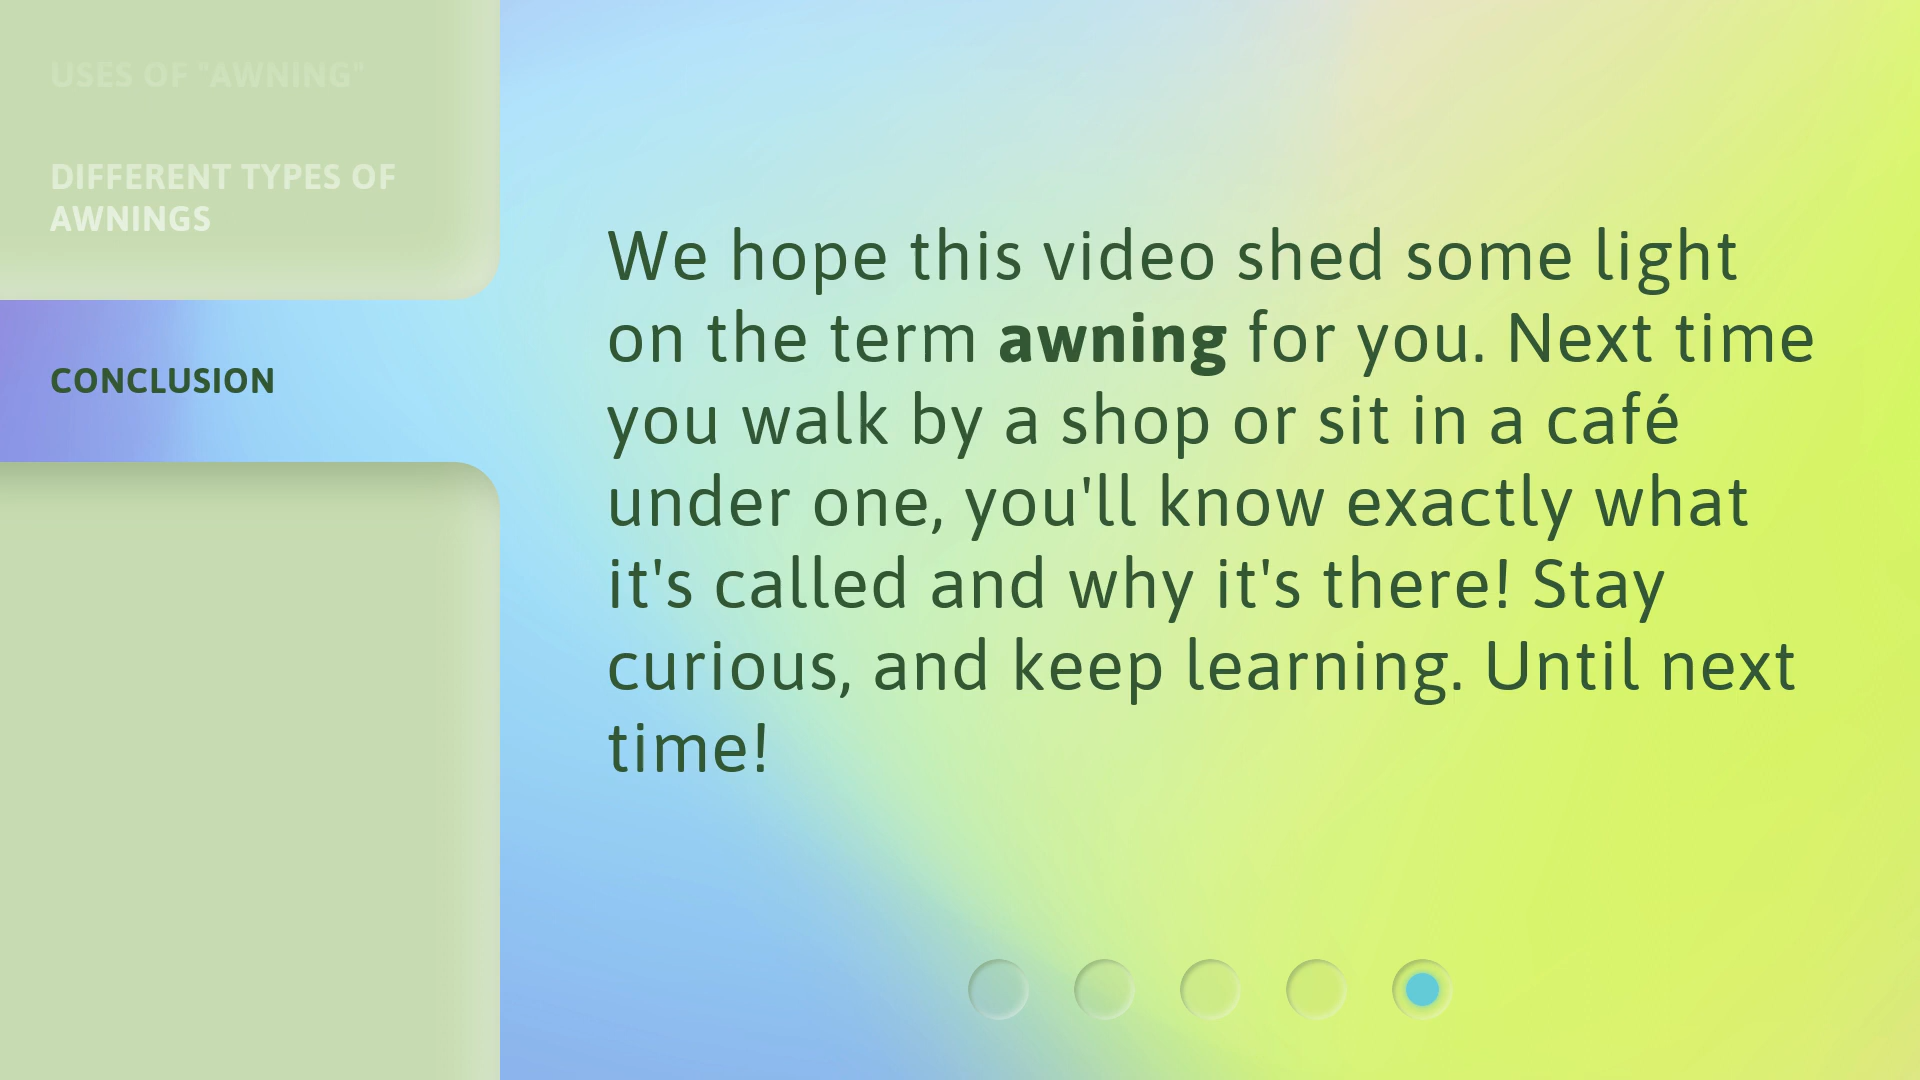 USES OF "AWNING"
DIFFERENT TYPES OF
AWNINGS
CONCLUSION
We hope this video shed some light
on the term awning for you. Next time
you walk by a shop or sit in a café
under one, you'll know exactly what
it's called and why it's there! Stay
curious, and keep learning. Until next
time!